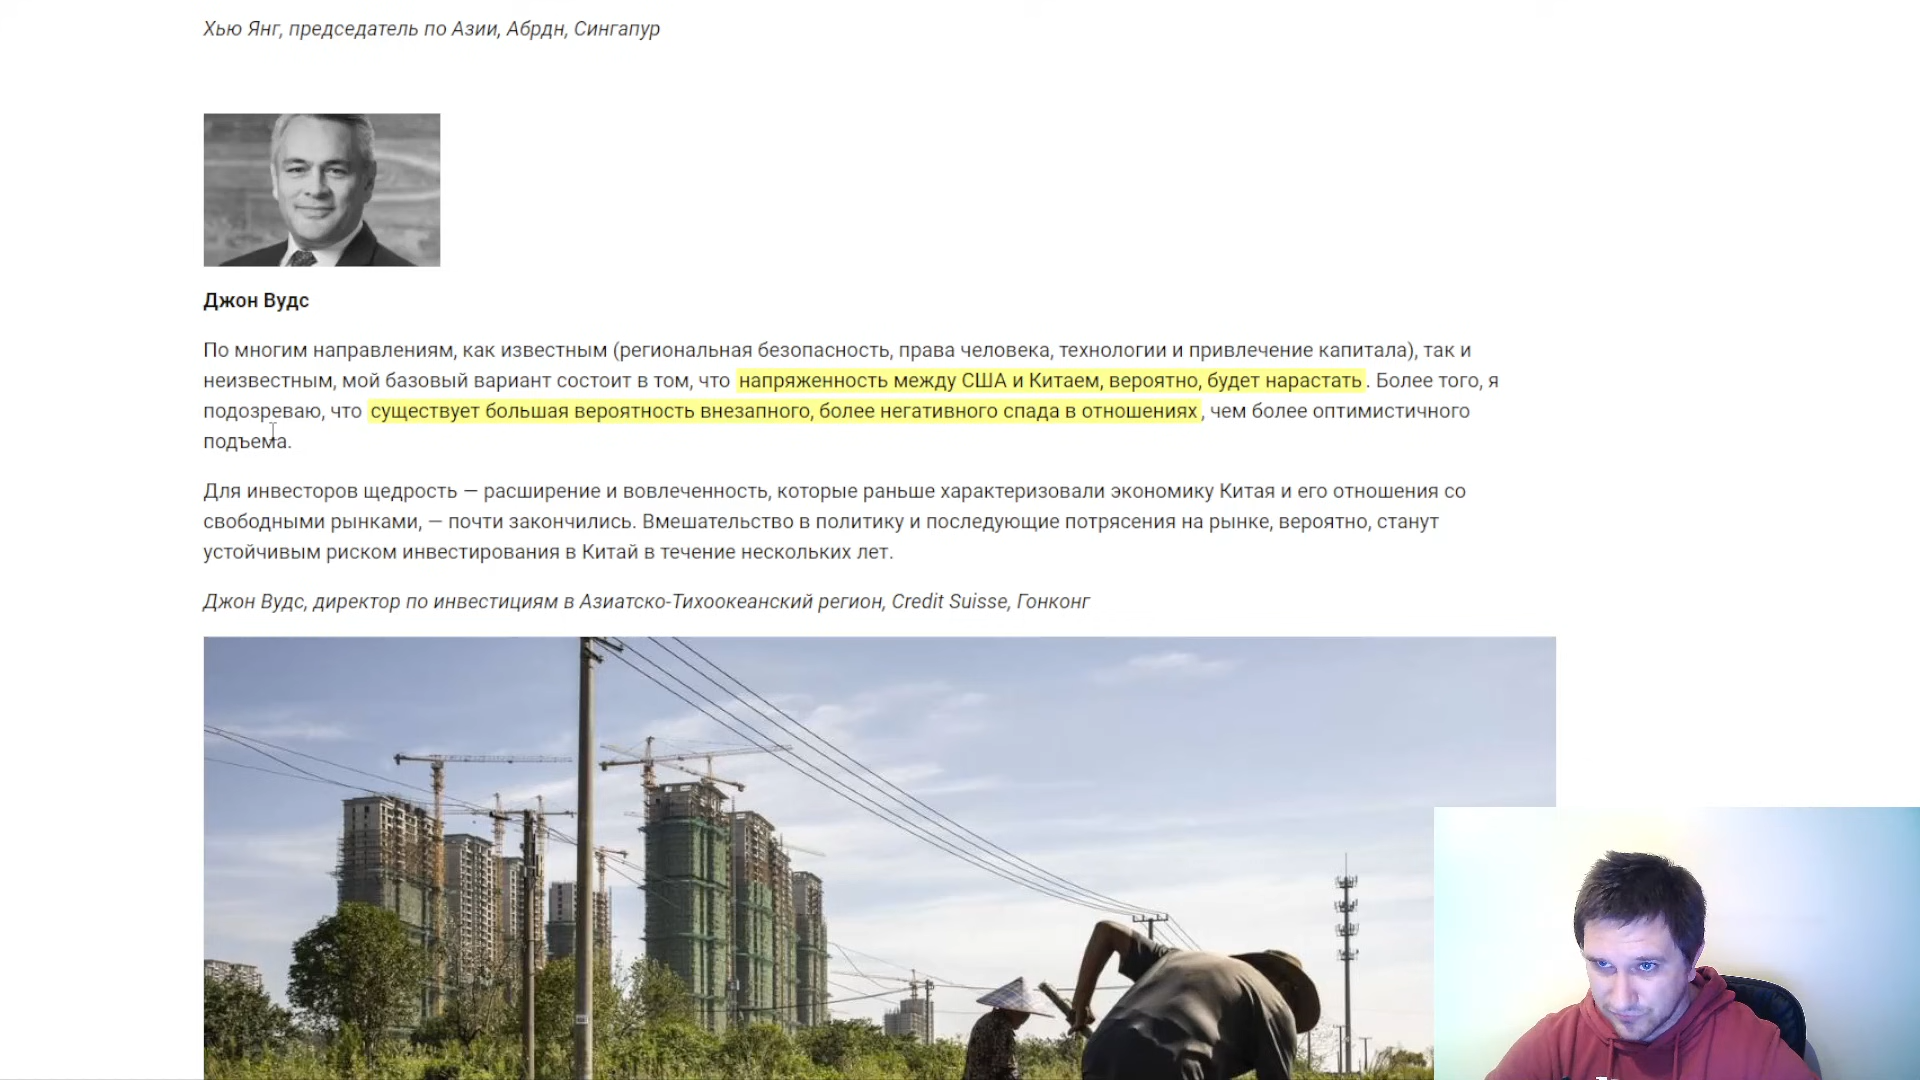 Хью Янг, председатель по Азии, Абрдн, Сингапур
Джон Вудс
По многим направлениям, как известным (региональная безопасность, права человека, технологии и привлечение капитала), так и
неизвестным, мой базовый вариант состоит в том, что напряженность между США и Китаем, вероятно, будет нарастать. Более того, я
подозреваю, что существует большая вероятность внезапного, более негативного спада в отношениях, чем более оптимистичного
подъема.
Для инвесторов щедрость — расширение и вовлеченность, которые раньше характеризовали экономику Китая и его отношения со
свободными рынками, — почти закончились. Вмешательство в политику и последующие потрясения на рынке, вероятно, станут
устойчивым риском инвестирования в Китай в течение нескольких лет.
Джон Вудс, директор по инвестициям в Азиатско-Тихоокеанский регион, Credit Suisse, Гонконг